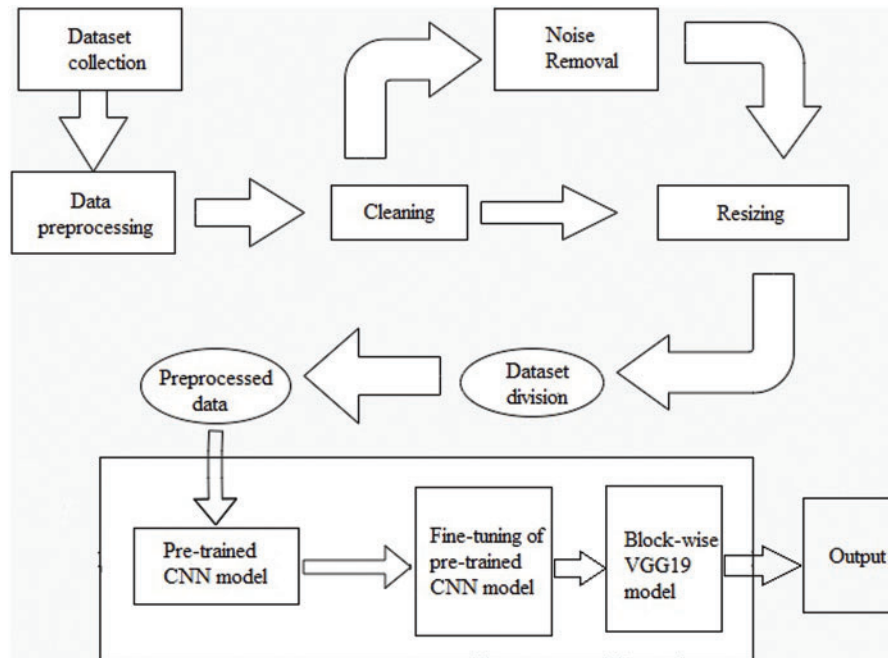 Dataset
collection
Noise
Removal
Data
preprocessing
Cleaning
Resizing
Preprocessed
data
Dataset
division
Pre-trained
CNN model
Fine-tuning of
pre-trained
CNN model
Block-wise
VGG19
model
Output